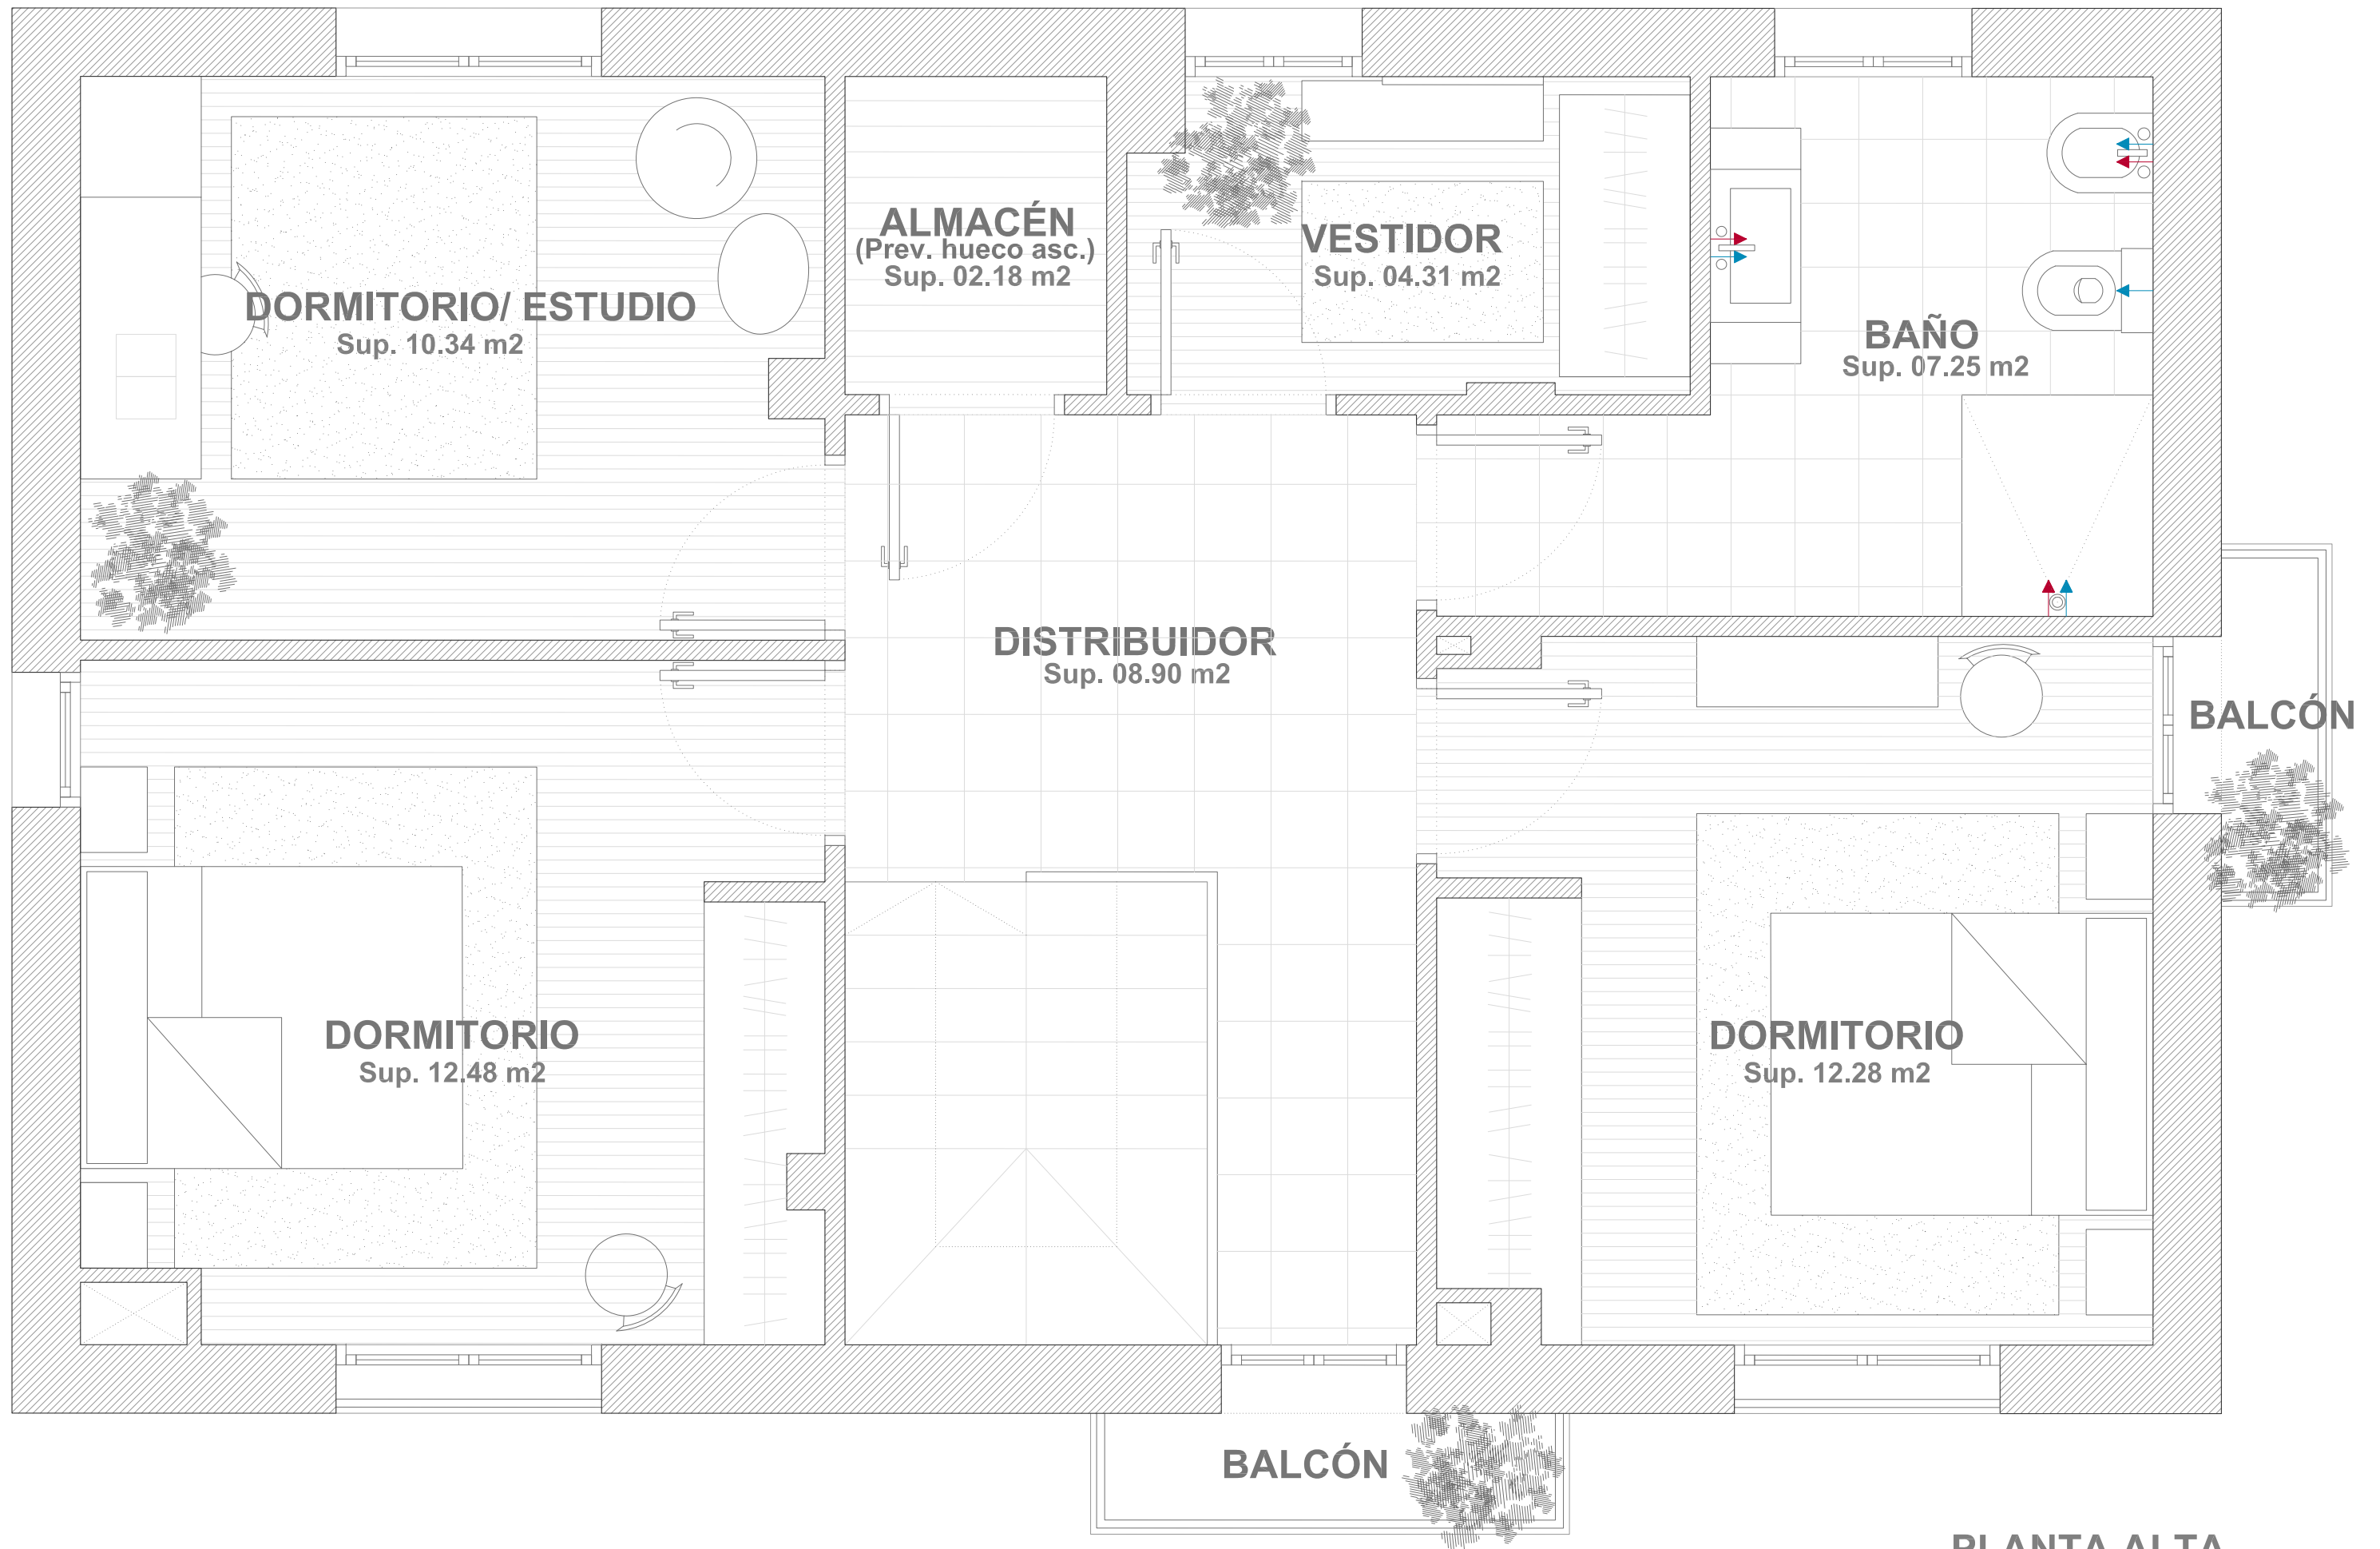 ALMACÉN
(Prev. hueco asc.)
Sup. 02.18 m2
VESTIDOR
Sup. 04.31 m2
DORMITORIO/ ESTUDIO
Sup. 10.34 m2
BAÑO
Sup. 07.25 m2
DISTRIBUIDOR
Sup. 08.90 m2
BALCÓN
DORMITORIO
Sup. 12.48 m2
DORMITORIO
Sup. 12.28 m2
BALCÓN
PLANTA ALTA